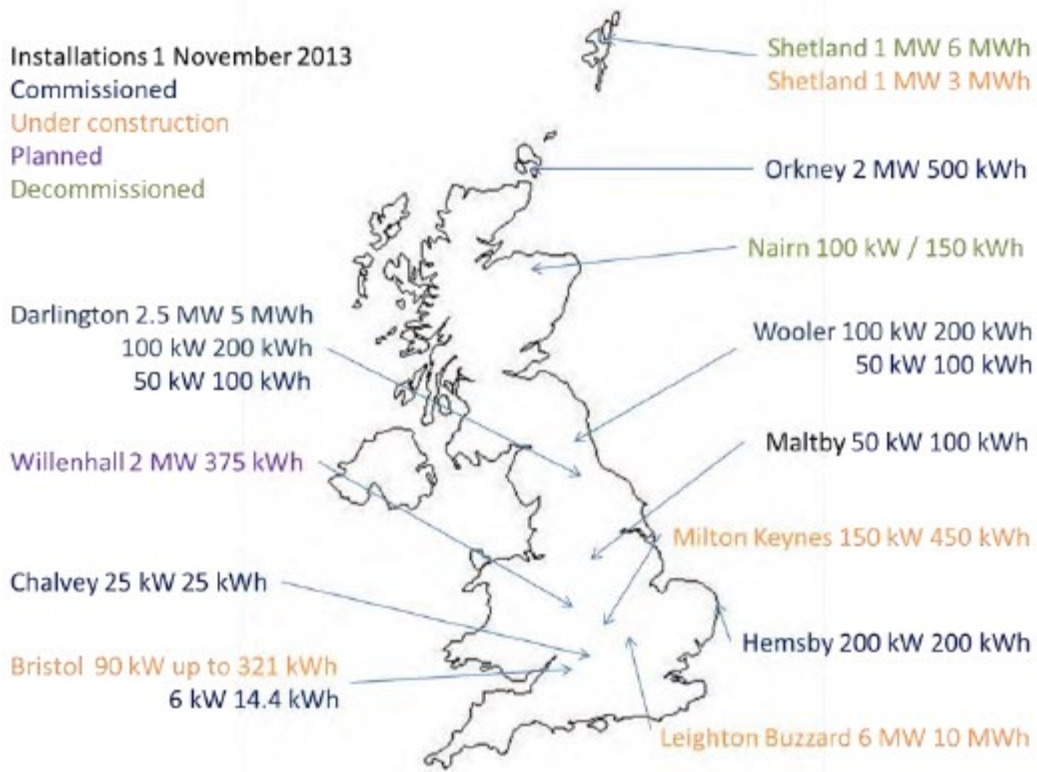 Installations 1 November 2013
Commissioned
Under construction
Planned
Decommissioned
Shetland 1 MW 6 MWh
Shetland 1 MW 3 MWh
Orkney 2 MW 500 kWh
Nairn 100 kW / 150 kWh
Darlington 2.5 MW 5 MWh
100 kW 200 kWh
50 kW 100 kWh
Wooler 100 kW 200 kWh
50 kW 100 kWh
Willenhall 2 MW 375 kWh
Maltby 50 kW 100 kWh
Milton Keynes 150 kW 450 kWh
Chalvey 25 kW 25 kWh
Hemsby 200 kW 200 kWh
Bristol 90 kW up to 321 kWh
6 kW 14.4 kWh
Leighton Buzzard 6 MW 10 MWh